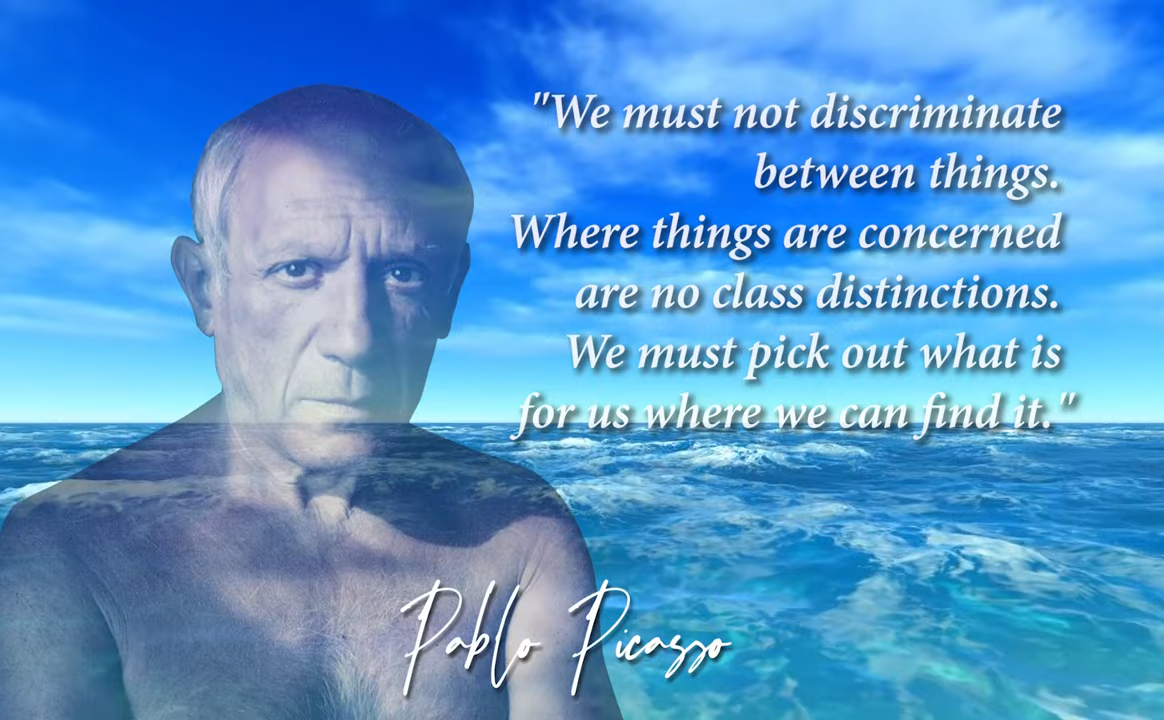 "We must not discriminate
between things.
Where things are concerned
are no class distinctions.
We must pick out what is
for us where we can find it."
Pablo Picasso